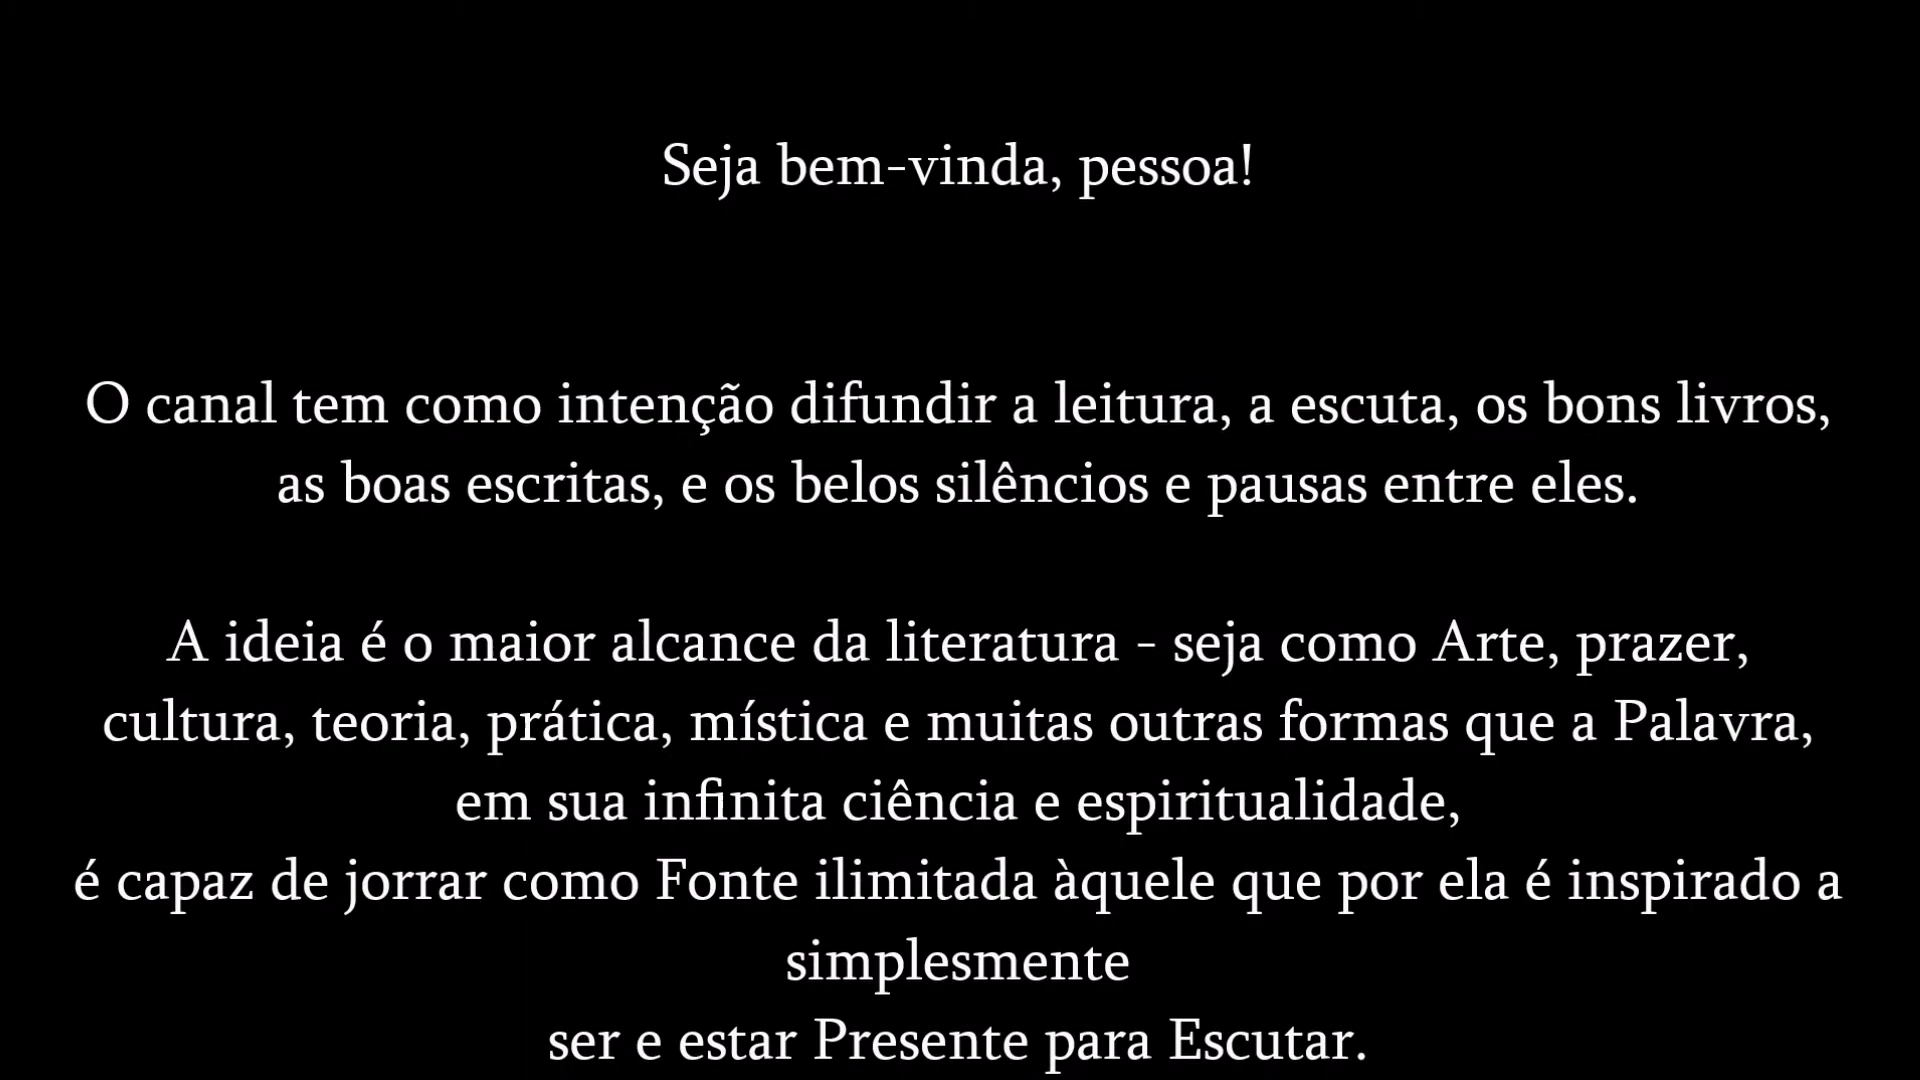 Seja bem-vinda, pessoa!
O canal tem como intenção difundir a leitura, a escuta, os bons livros,
as boas escritas, e os belos silêncios e pausas entre eles.
A ideia é o maior alcance da literatura - seja como Arte, prazer,
cultura, teoria, prática, mística e muitas outras formas que a Palavra,
em sua infinita ciência e espiritualidade,
é capaz de jorrar como Fonte ilimitada àquele que por ela é inspirado a
simplesmente
ser e estar Presente para Escutar.